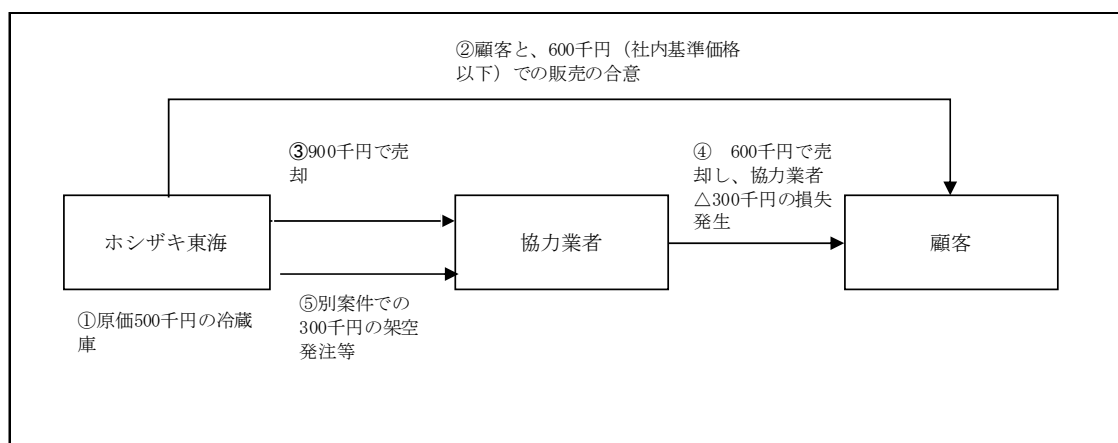 ②顧客と、600千円（社内基準価格
以下）での販売の合意
③900千円で売
却
④　600千円で売
却し、協力業者
△300千円の損失
発生
ホシザキ東海
協力業者
顧客
①原価500千円の冷蔵
庫
⑤別案件での
300千円の架空
発注等